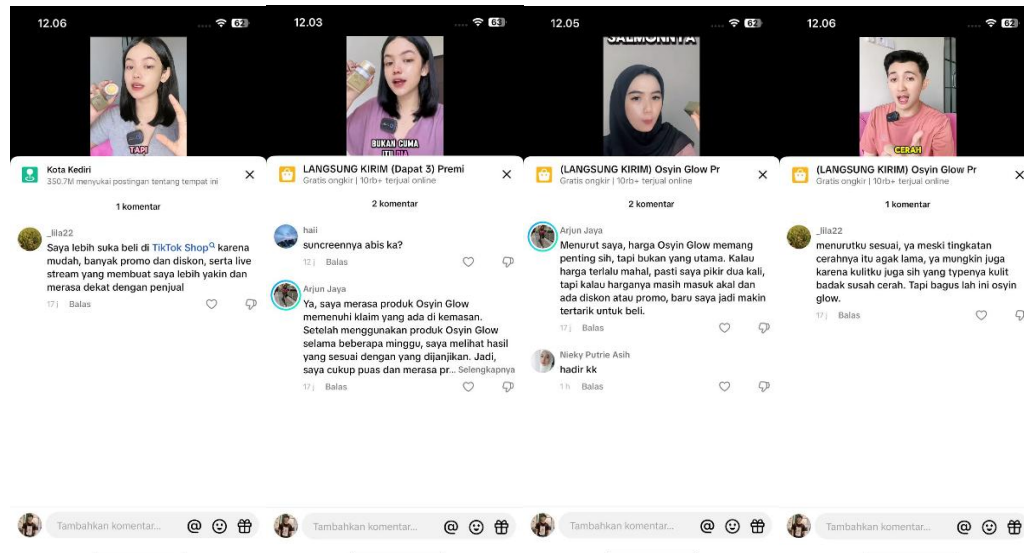 12.06
62
TAPI
Kota Kediri
350.7M menyukai postingan tentang tempat ini
1 komentar
_lila22
Saya lebih suka beli di TikTok Shop karena
mudah, banyak promo dan diskon, serta live
stream yang membuat saya lebih yakin dan
merasa dekat dengan penjual
17 j Balas
Tambahkan komentar...
12.03
63
BUKAN CUMA
ITU
LANGSUNG KIRIM (Dapat 3) Premi
Gratis ongkir | 10rb+ terjual online
2 komentar
haii
suncreennya abis ka?
12 j Balas
Arjun Jaya
Ya, saya merasa produk Osyin Glow
memenuhi klaim yang ada di kemasan.
Setelah menggunakan produk Osyin Glow
selama beberapa minggu, saya melihat hasil
yang sesuai dengan yang dijanjikan. Jadi,
saya cukup puas dan merasa pr... Selengkapnya
17 j Balas
Tambahkan komentar...
12.05
62
SALMONNYA
(LANGSUNG KIRIM) Osyin Glow Pr
Gratis ongkir | 10rb+ terjual online
2 komentar
Arjun Jaya
Menurut saya, harga Osyin Glow memang
penting sih, tapi bukan yang utama. Kalau
harga terlalu mahal, pasti saya pikir dua kali,
tapi kalau harganya masih masuk akal dan
ada diskon atau promo, baru saya jadi makin
tertarik untuk beli.
17 j Balas
Nieky Putrie Asih
hadir kk
1 h Balas
Tambahkan komentar...
12.06
62
CERAH
(LANGSUNG KIRIM) Osyin Glow Pr
Gratis ongkir | 10rb+ terjual online
1 komentar
_lila22
menurutku sesuai, ya meski tingkatan
cerahnya itu agak lama, ya mungkin juga
karena kulitku juga sih yang typenya kulit
badak susah cerah. Tapi bagus lah ini osyin
glow.
17 j Balas
Tambahkan komentar...